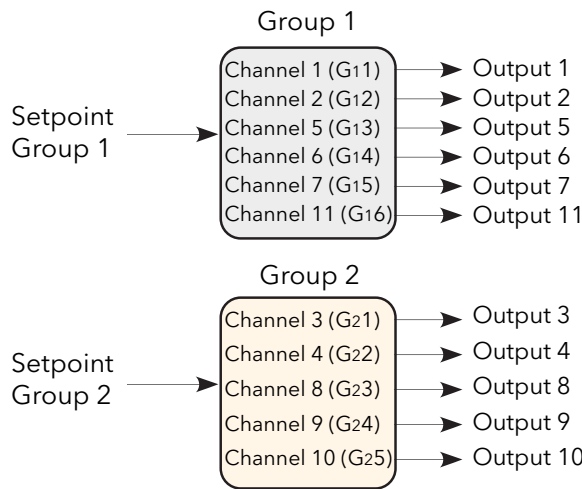 Group 1
Setpoint
Group 1
Channel 1 (G11)
Channel 2 (G12)
Channel 5 (G13)
Channel 6 (G14)
Channel 7 (G15)
Channel 11 (G16)
Output 1
Output 2
Output 5
Output 6
Output 7
Output 11
Group 2
Setpoint
Group 2
Channel 3 (G21)
Channel 4 (G22)
Channel 8 (G23)
Channel 9 (G24)
Channel 10 (G25)
Output 3
Output 4
Output 8
Output 9
Output 10